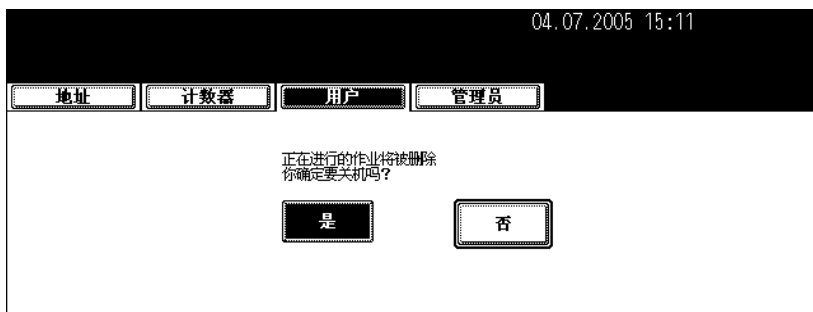 04.07.2005 15:11
地址 计数器 用户 管理员
正在进行的作业将被删除
你确定要关机吗?
是 否